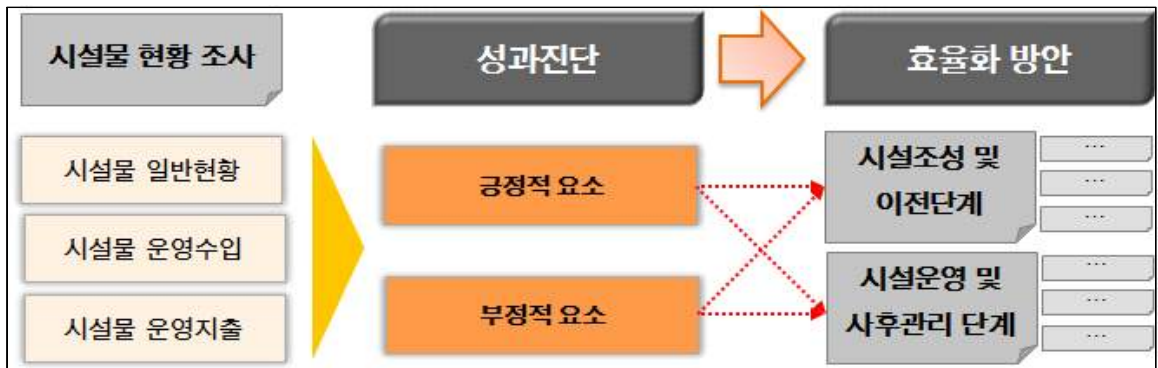 시설물 현황 조사
성과진단
효율화 방안
시설물 일반현황
시설물 운영수입
시설물 운영지출
긍정적 요소
부정적 요소
시설조성 및
이전단계
...
...
...
시설운영 및
사후관리 단계
...
...
...